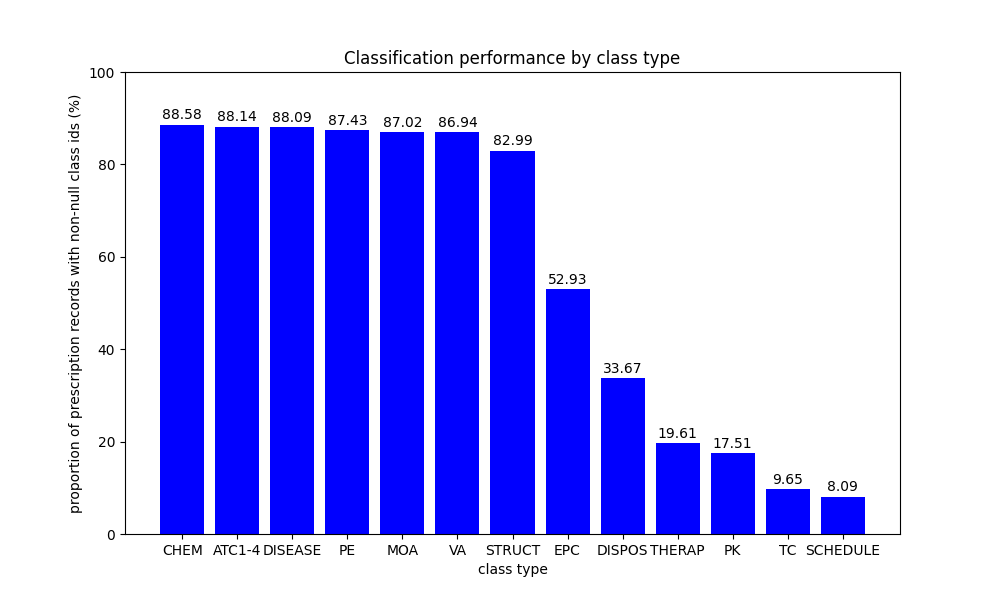 Classification performance by class type
proportion of prescription records with non-null class ids (%)
100
80
60
40
20
0
88.58 88.14 88.09 87.43 87.02 86.94 82.99 52.93 33.67 19.61 17.51 9.65 8.09
CHEM ATC1-4 DISEASE PE MOA VA STRUCT EPC DISPOS THERAP PK TC SCHEDULE
class type